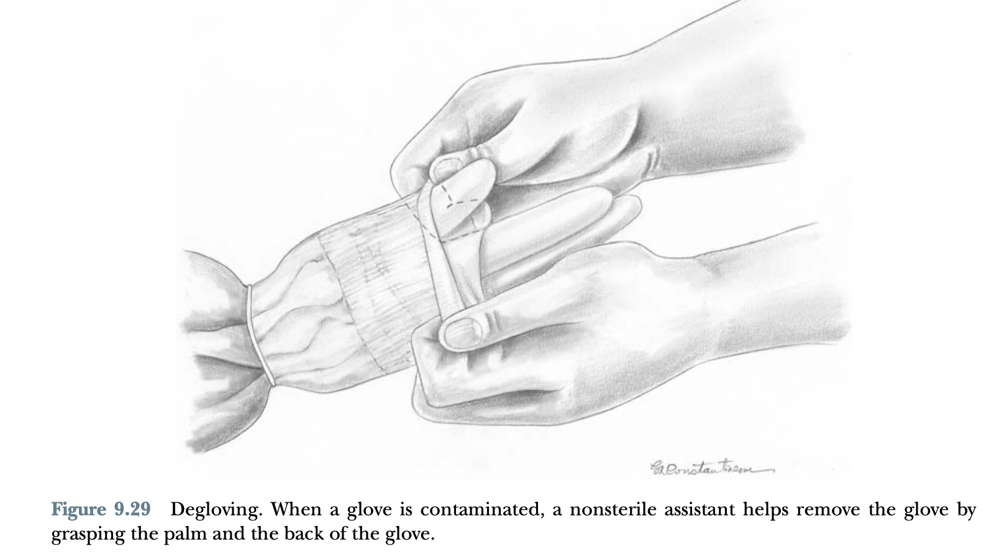 Figure 9.29 Degloving. When a glove is contaminated, a nonsterile assistant helps remove the glove by
grasping the palm and the back of the glove.